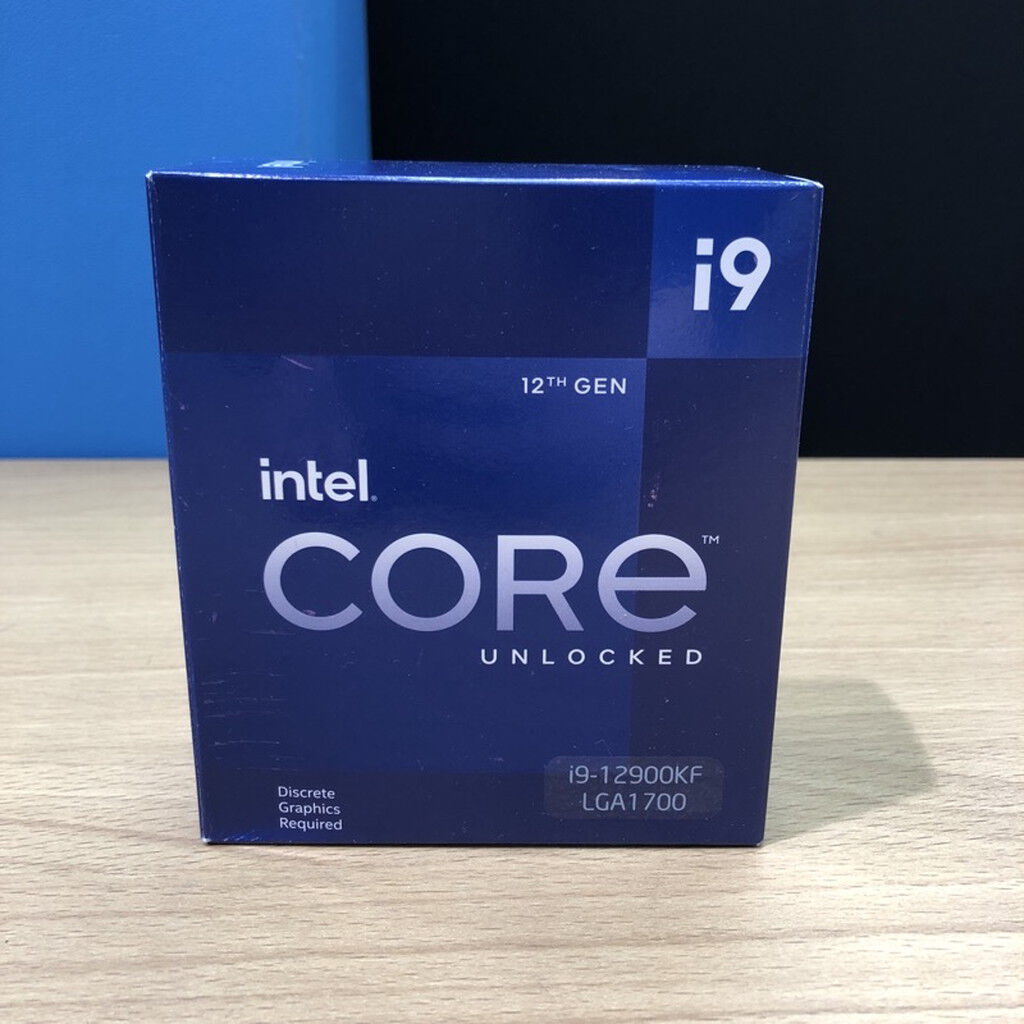 i9
12TH GEN
intel.
CORe™
UNLOCKED
i9-12900KF
LGA1700
Discrete
Graphics
Required